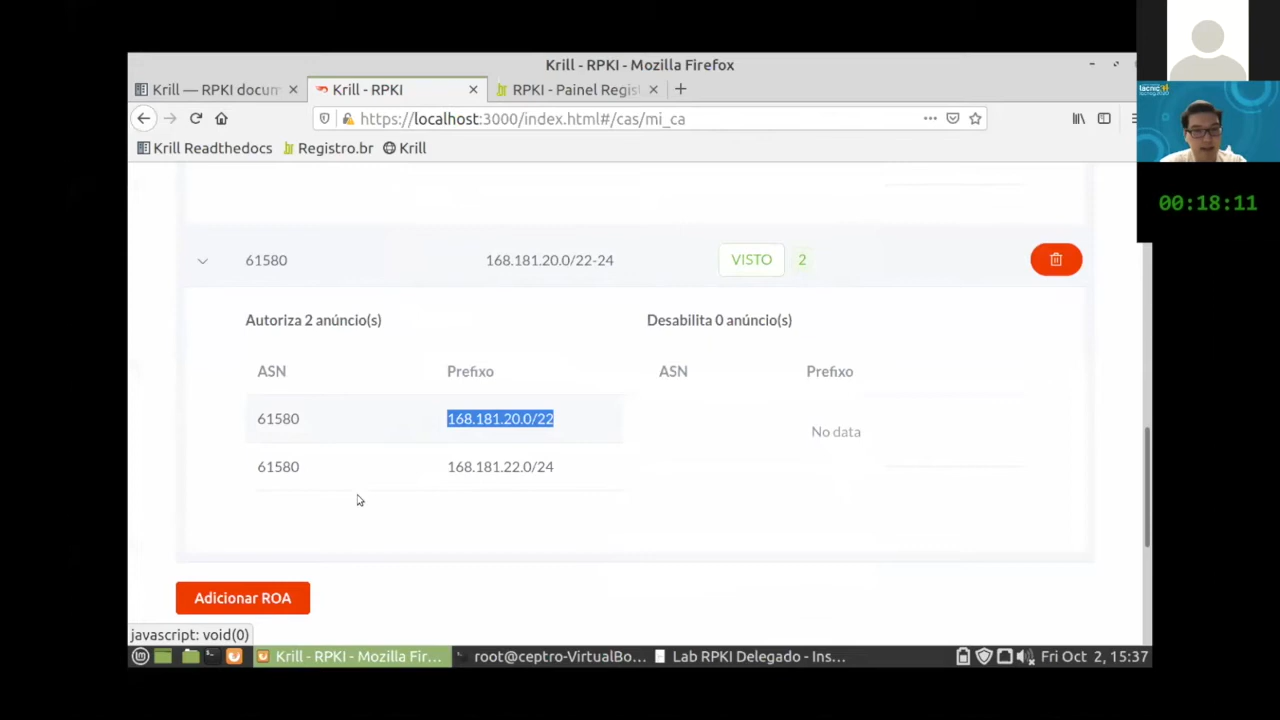 Krill - RPKI - Mozilla Firefox
Krill — RPKI docum
Krill - RPKI
RPKI - Painel Regis
https://localhost:3000/index.html#/cas/mi_ca
Krill Readthedocs
Registro.br
Krill
lacnic
00:18:11
61580 168.181.20.0/22-24 VISTO 2
Autoriza 2 anúncio(s) Desabilita 0 anúncio(s)
ASN Prefixo ASN Prefixo
61580 168.181.20.0/22
No data
61580 168.181.22.0/24
Adicionar ROA
javascript: void(0)
Krill - RPKI - Mozilla Fir... root@ceptro-VirtualBo... Lab RPKI Delegado - Ins... Fri Oct 2, 15:37